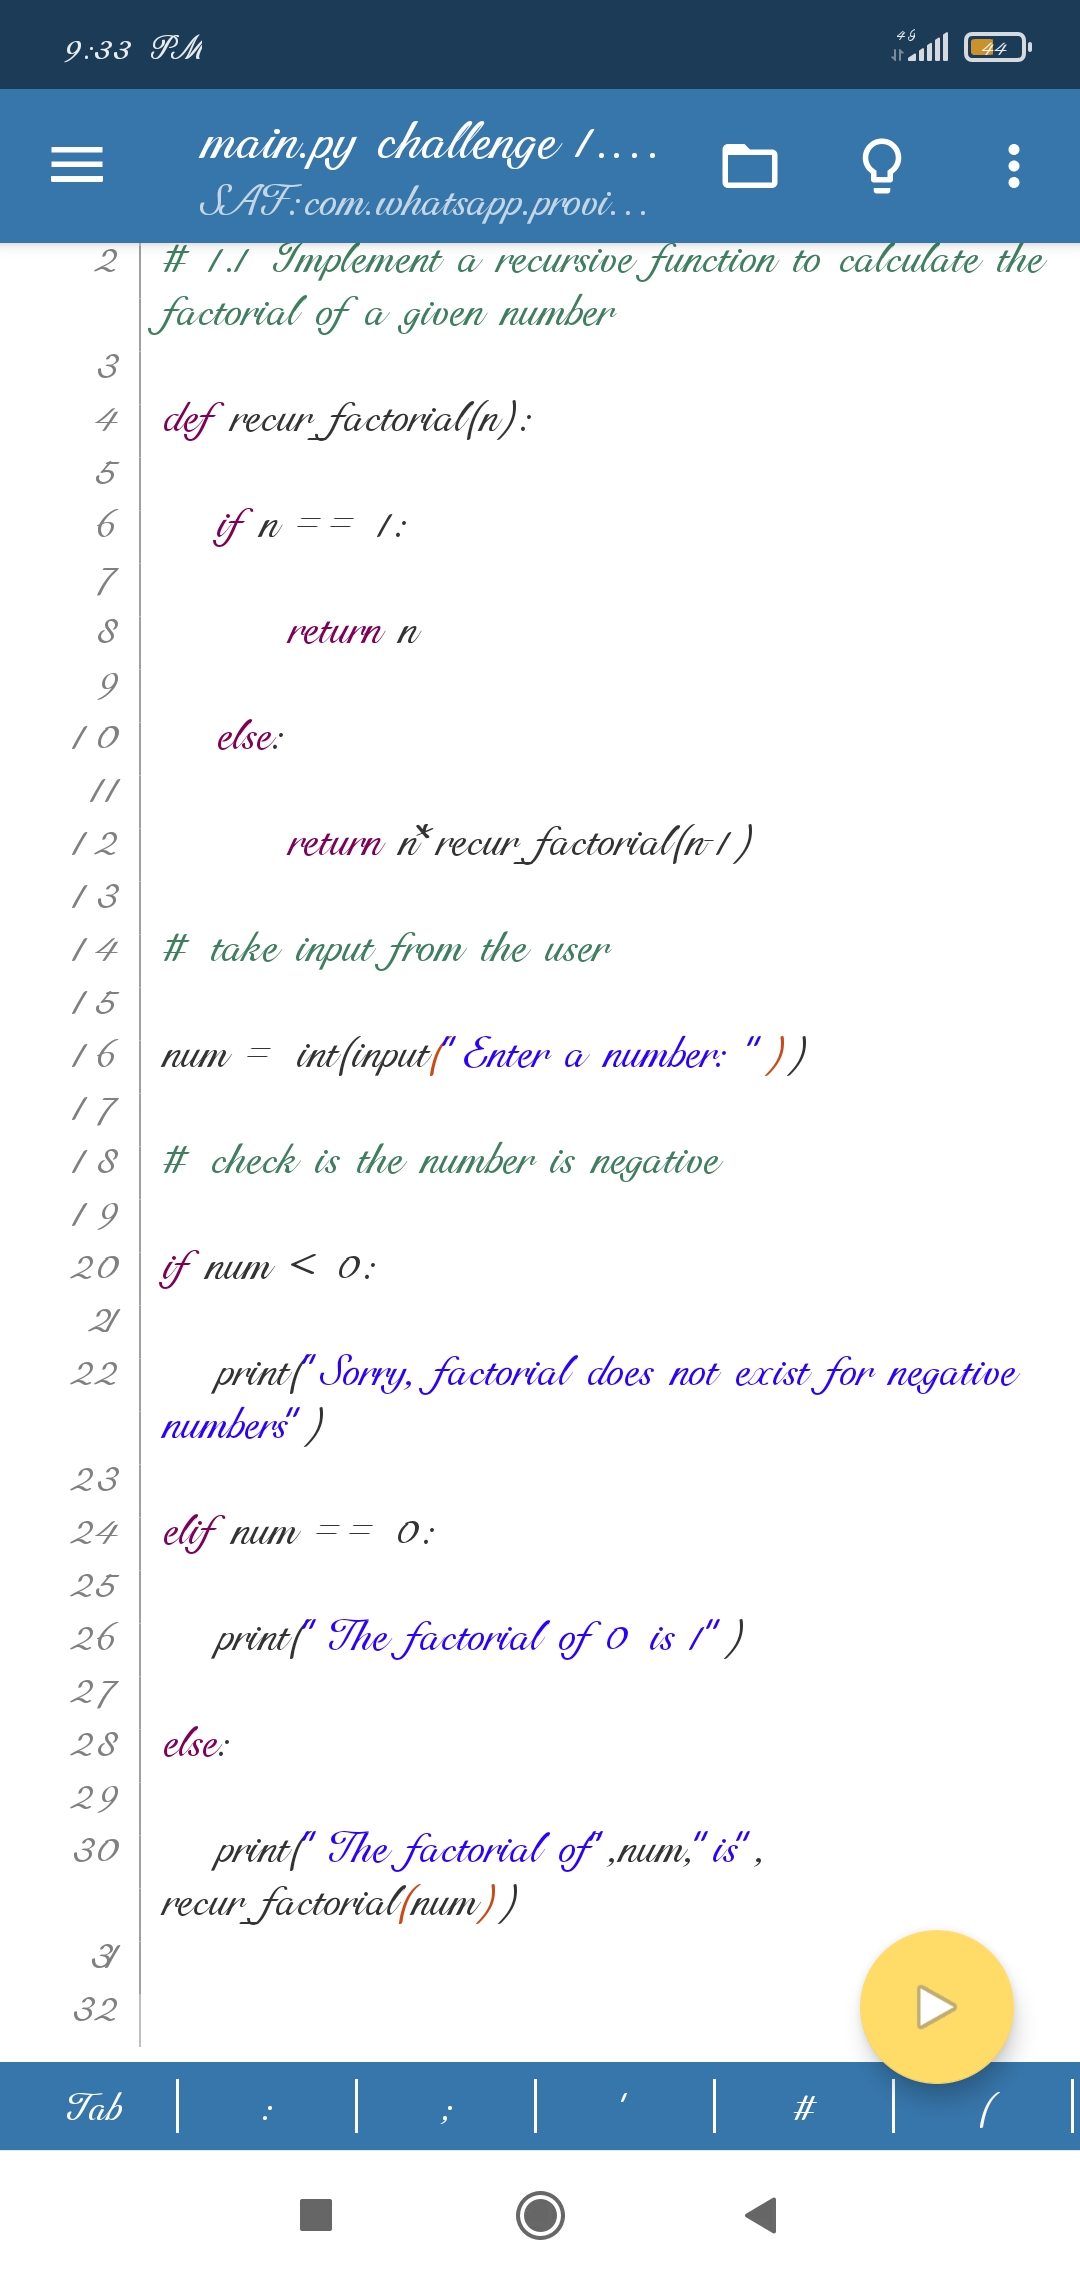 9:33 PM
4G
44
main.py challenge 1....
SAF:com.whatsapp.provi...
2 # 1.1 Implement a recursive function to calculate the
factorial of a given number
3
4 def recur_factorial(n):
5
6 if n == 1:
7
8 return n
9
10 else:
11
12 return n*recur_factorial(n-1)
13
14 # take input from the user
15
16 num = int(input("Enter a number: "))
17
18 # check is the number is negative
19
20 if num < 0:
21
22 print("Sorry, factorial does not exist for negative
numbers")
23
24 elif num == 0:
25
26 print("The factorial of 0 is 1")
27
28 else:
29
30 print("The factorial of",num,"is",
recur_factorial(num))
31
32
Tab : ; ' # (